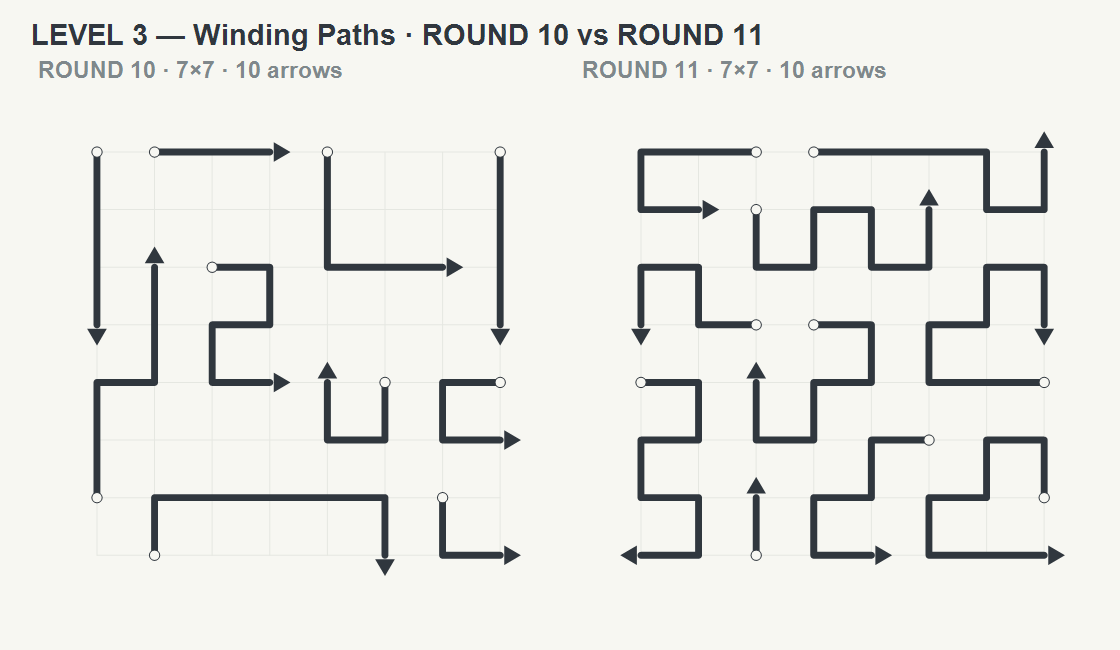 LEVEL 3 — Winding Paths · ROUND 10 vs ROUND 11
ROUND 10 · 7×7 · 10 arrows
ROUND 11 · 7×7 · 10 arrows